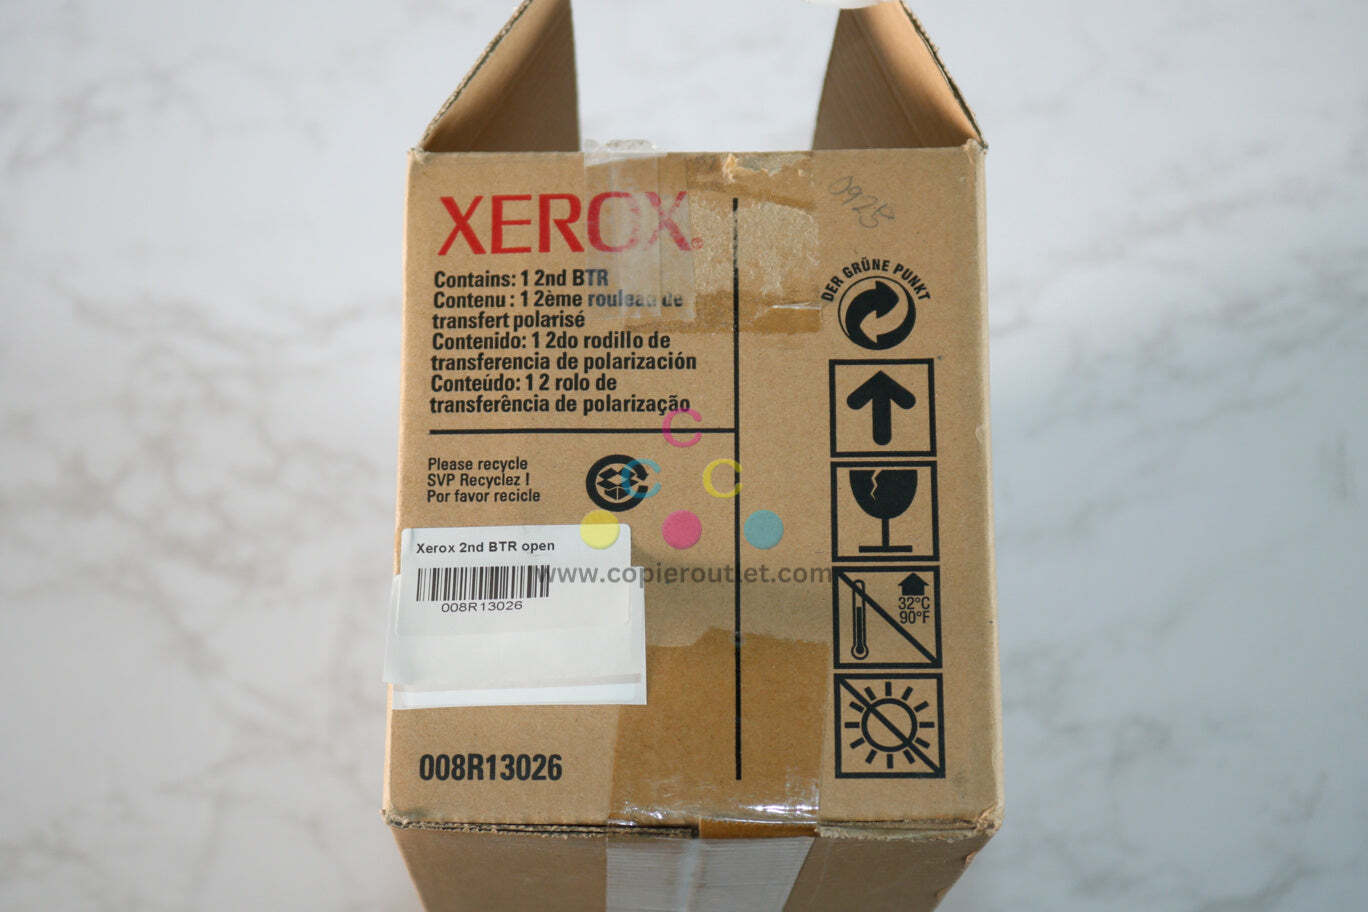 XEROX®
0925
Contains: 1 2nd BTR
Contenu : 1 2ème rouleau de
transfert polarisé
Contenido: 1 2do rodillo de
transferencia de polarización
Conteúdo: 1 2 rolo de
transferência de polarização
DER GRÜNE PUNKT
Please recycle
SVP Recyclez !
Por favor recicle
C
C
C
Xerox 2nd BTR open
008R13026
www.copieroutlet.com
32°C
90°F
008R13026